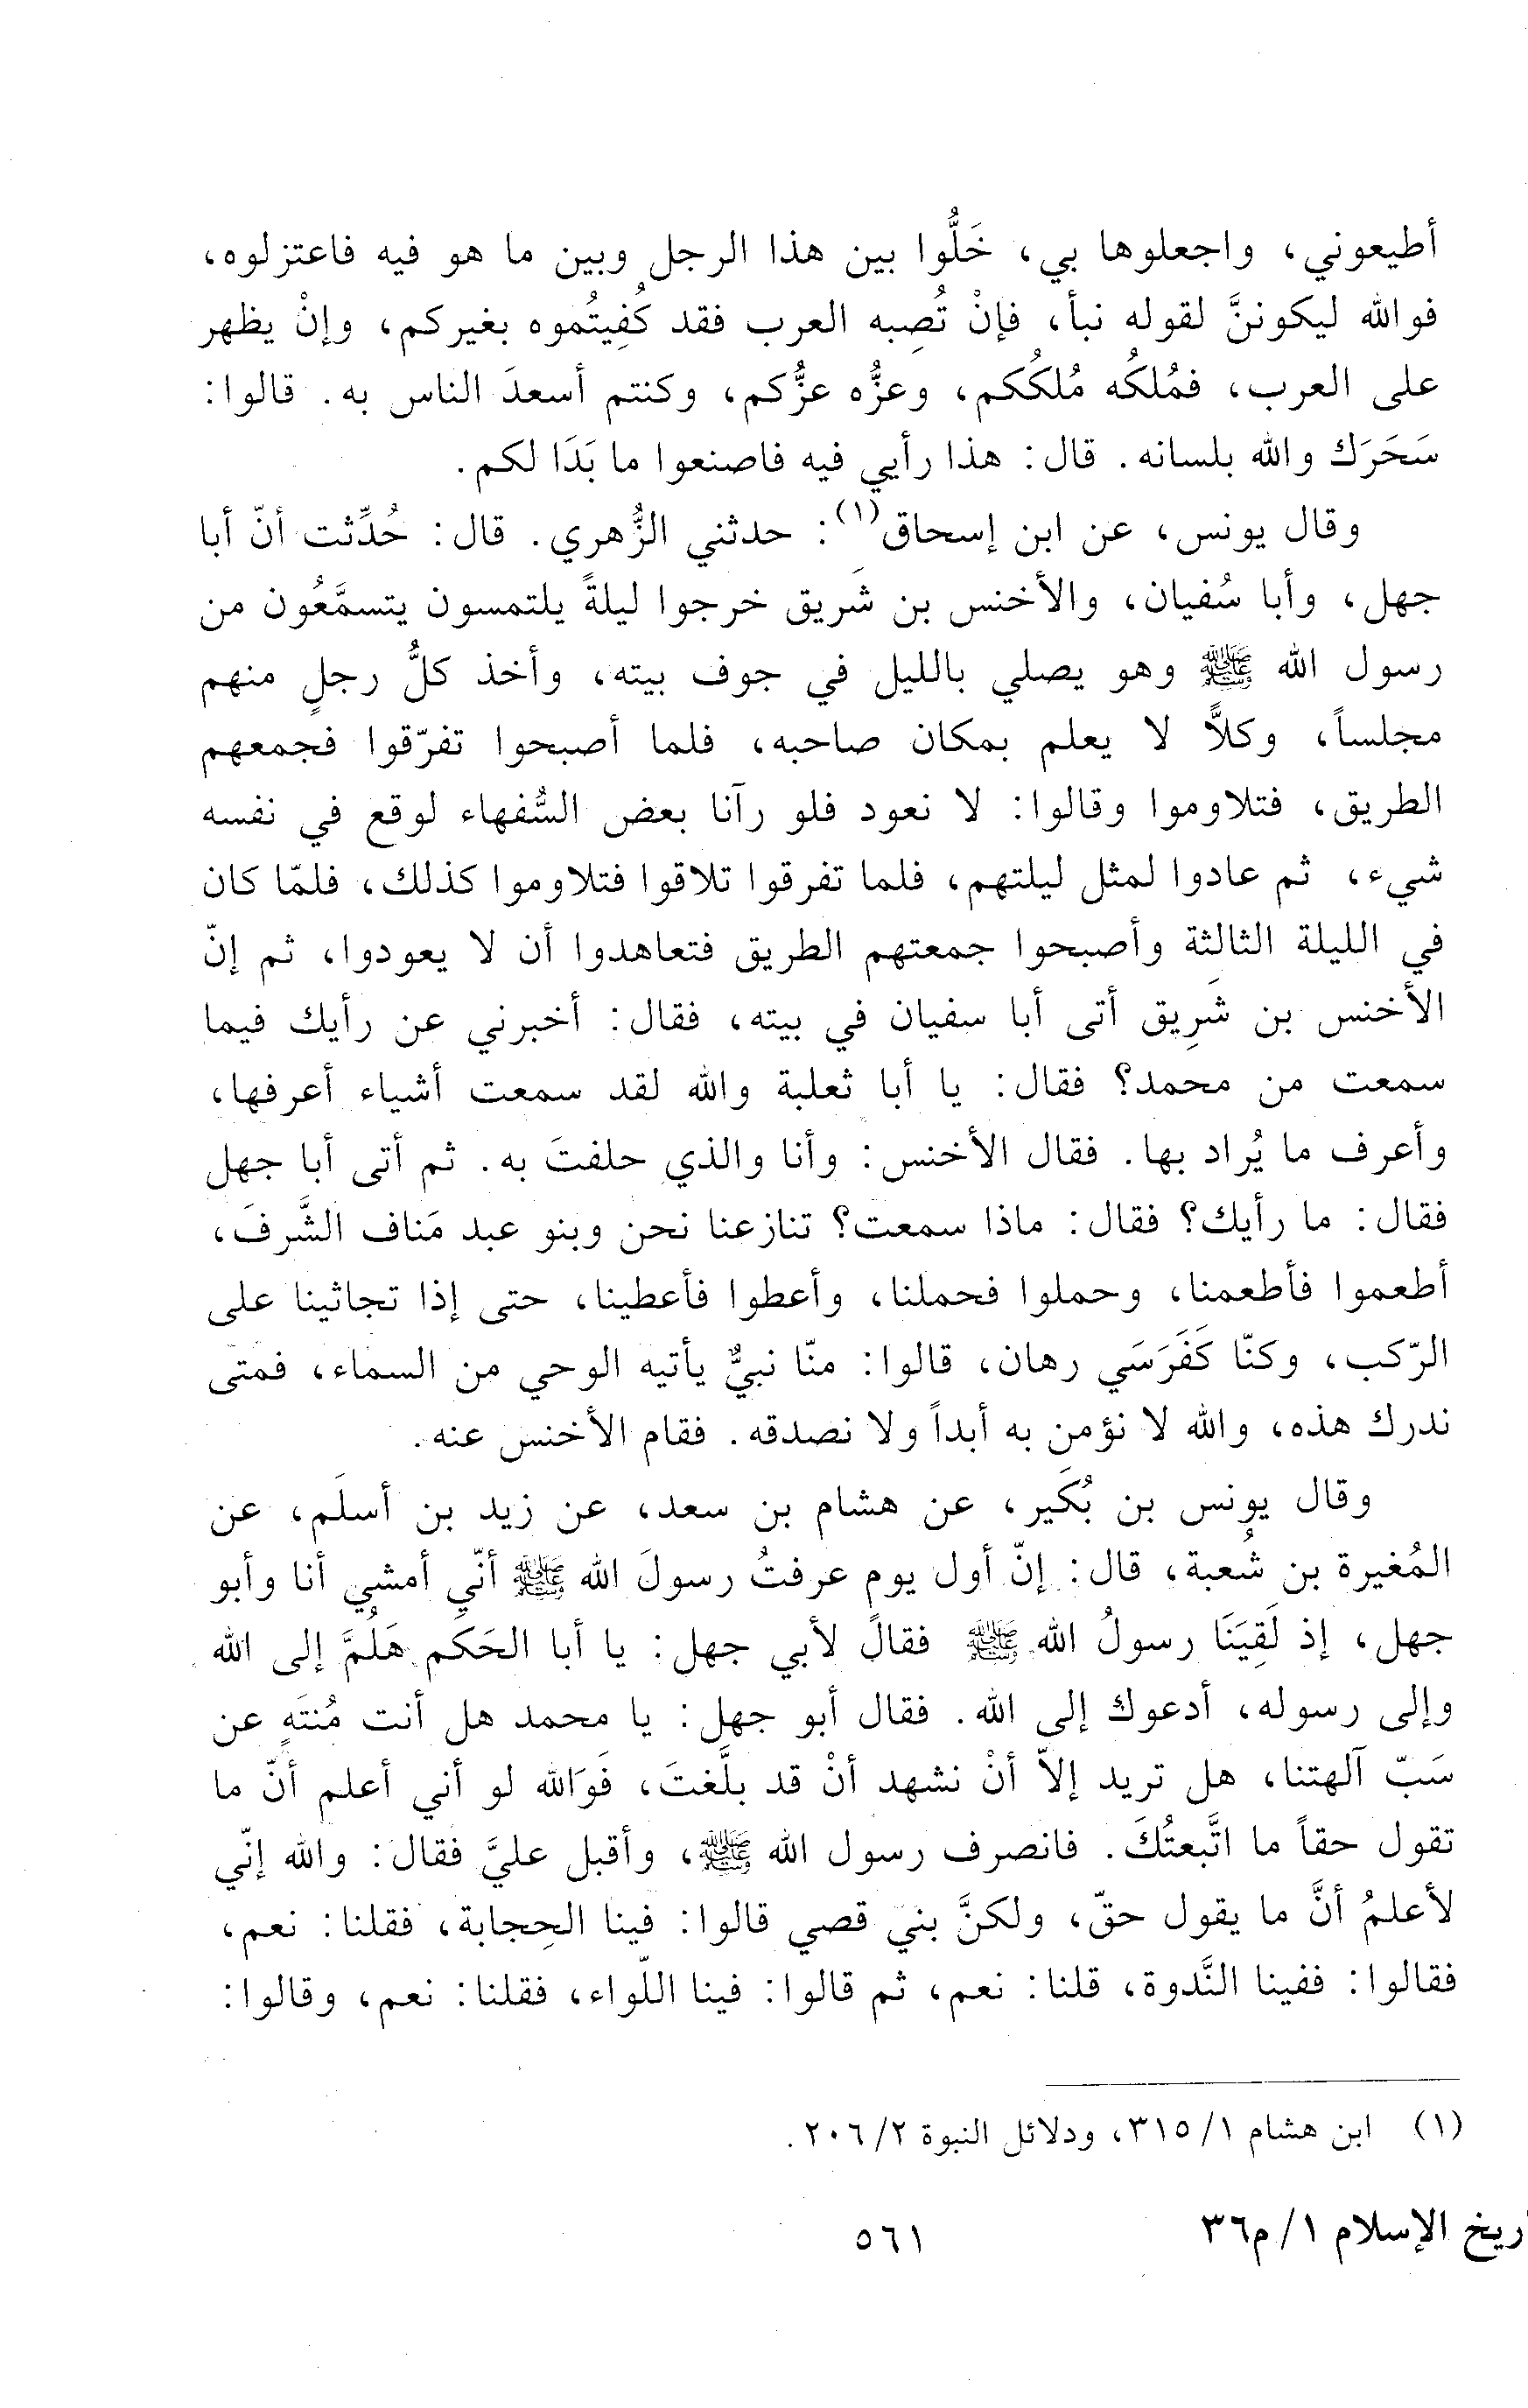 أطيعوني، واجعلوها بي، خَلُّوا بين هذا الرجل وبين ما هو فيه فاعتزلوه،
فوالله ليكوننَّ لقوله نبأ، فإنْ تُصِبه العرب فقد كُفِيتُموه بغيركم، وإنْ يظهر
على العرب، فمُلكُه مُلكُكم، وعزُّه عزُّكم، وكنتم أسعدَ الناس به. قالوا:
سَحَرَك والله بلسانه. قال: هذا رأيي فيه فاصنعوا ما بَدَا لكم.
وقال يونس، عن ابن إسحاق(١): حدثني الزُّهري. قال: حُدِّثت أنّ أبا
جهل، وأبا سُفيان، والأخنس بن شَريق خرجوا ليلةً يلتمسون يتسمَّعُون من
رسول الله ﷺ وهو يصلي بالليل في جوف بيته، وأخذ كلُّ رجلٍ منهم
مجلساً، وكلاًّ لا يعلم بمكان صاحبه، فلما أصبحوا تفرّقوا فجمعهم
الطريق، فتلاوموا وقالوا: لا نعود فلو رآنا بعض السُّفهاء لوقع في نفسه
شيء، ثم عادوا لمثل ليلتهم، فلما تفرقوا تلاقوا فتلاوموا كذلك، فلمّا كان
في الليلة الثالثة وأصبحوا جمعتهم الطريق فتعاهدوا أن لا يعودوا، ثم إنّ
الأخنس بن شَرِيق أتى أبا سفيان في بيته، فقال: أخبرني عن رأيك فيما
سمعت من محمد؟ فقال: يا أبا ثعلبة والله لقد سمعت أشياء أعرفها،
وأعرف ما يُراد بها. فقال الأخنس: وأنا والذي حلفتَ به. ثم أتى أبا جهل
فقال: ما رأيك؟ فقال: ماذا سمعت؟ تنازعنا نحن وبنو عبد مَناف الشَّرفَ،
أطعموا فأطعمنا، وحملوا فحملنا، وأعطوا فأعطينا، حتى إذا تجاثينا على
الرّكب، وكنّا كَفَرَسَي رهان، قالوا: منّا نبيٌّ يأتيه الوحي من السماء، فمتى
ندرك هذه، والله لا نؤمن به أبداً ولا نصدقه. فقام الأخنس عنه.
وقال يونس بن بُكَير، عن هشام بن سعد، عن زيد بن أسلَم، عن
المُغيرة بن شُعبة، قال: إنّ أول يوم عرفتُ رسولَ الله ﷺ أنّي أمشي أنا وأبو
جهل، إذ لَقِيَنَا رسولُ الله ﷺ فقال لأبي جهل: يا أبا الحَكَم هَلُمَّ إلى الله
وإلى رسوله، أدعوك إلى الله. فقال أبو جهل: يا محمد هل أنت مُنتَهٍ عن
سَبّ آلهتنا، هل تريد إلاّ أنْ نشهد أنْ قد بلَّغتَ، فَوَالله لو أني أعلم أنّ ما
تقول حقاً ما اتَّبعتُكَ. فانصرف رسول الله ﷺ، وأقبل عليَّ فقال: والله إنّي
لأعلمُ أنَّ ما يقول حقّ، ولكنَّ بني قصي قالوا: فينا الحِجابة، فقلنا: نعم،
فقالوا: ففينا النَّدوة، قلنا: نعم، ثم قالوا: فينا اللّواء، فقلنا: نعم، وقالوا:
(١) ابن هشام ١/ ٣١٥، ودلائل النبوة ٢/ ٢٠٦.
ريخ الإسلام ١/ م٣٦
٥٦١